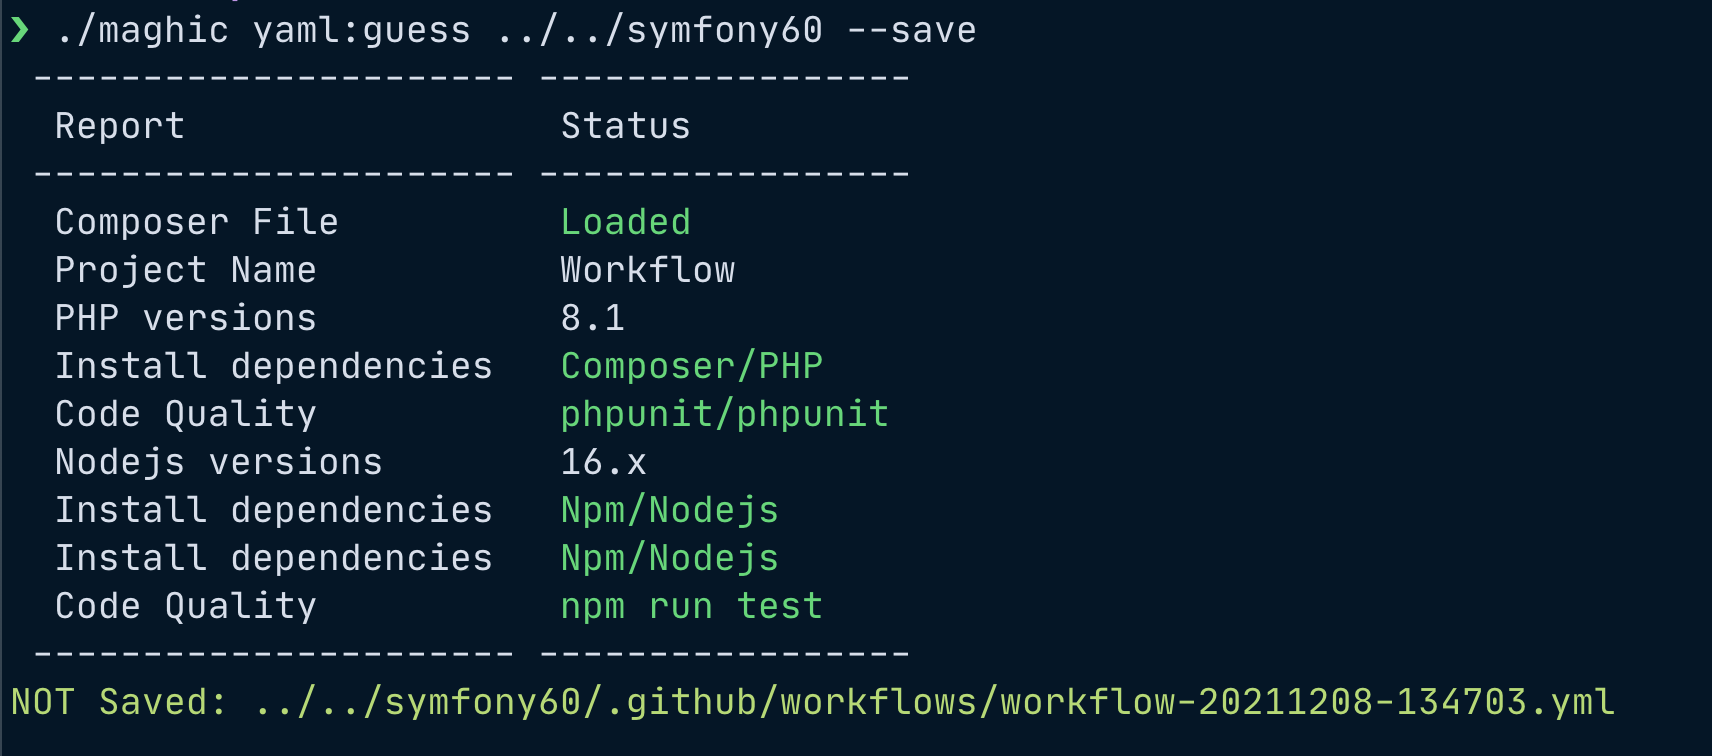 ❯ ./maghic yaml:guess ../../symfony60 --save
---------------------- -----------------
Report Status
---------------------- -----------------
Composer File Loaded
Project Name Workflow
PHP versions 8.1
Install dependencies Composer/PHP
Code Quality phpunit/phpunit
Nodejs versions 16.x
Install dependencies Npm/Nodejs
Install dependencies Npm/Nodejs
Code Quality npm run test
---------------------- -----------------
NOT Saved: ../../symfony60/.github/workflows/workflow-20211208-134703.yml